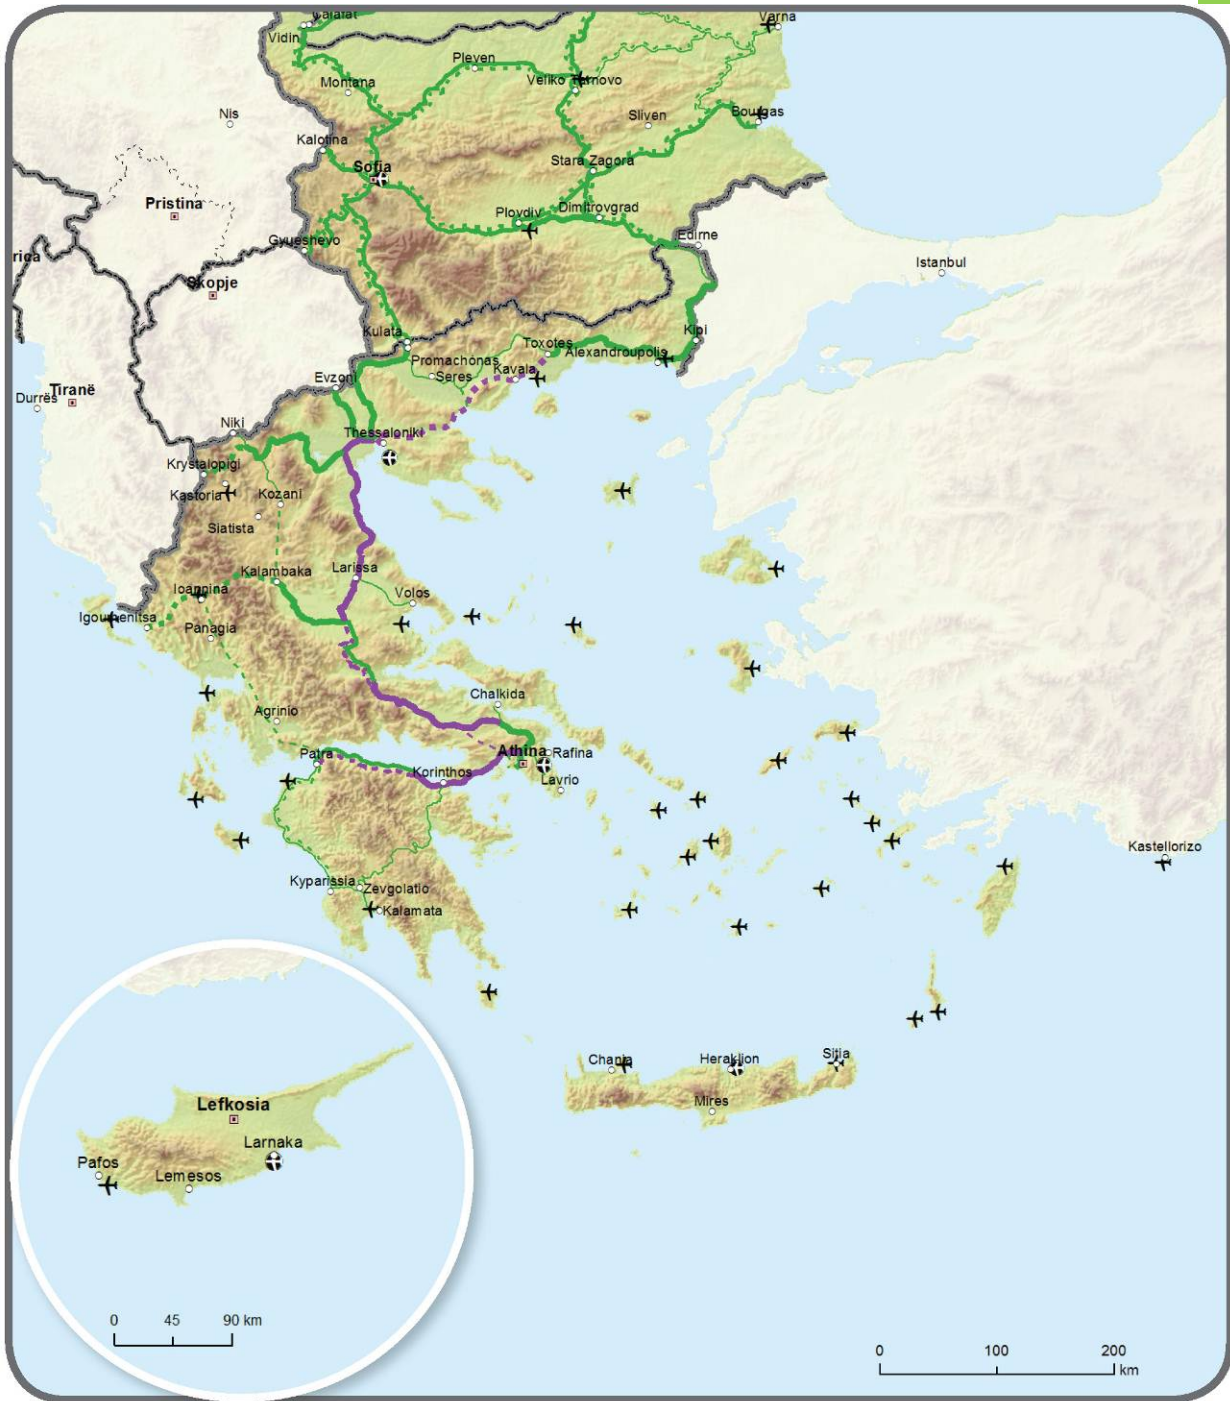 Calafat
Varna
Vidin
Pleven
Veliko Tarnovo
Montana
Nis
Sliven
Bourgas
Kalotina
Sofia
Stara Zagora
Pristina
Plovdiv
Dimitrovgrad
Gyueshevo
Edirne
rica
Istanbul
Skopje
Kulata
Kipi
Toxotes
Alexandroupolis
Promachonas
Evzoni
Seres
Kavala
Tiranë
Durrës
Niki
Thessaloniki
Krystalopigi
Kastoria
Kozani
Siatista
Kalambaka
Larissa
Ioannina
Volos
Igoumenitsa
Panagia
Chalkida
Agrinio
Patra
Athina
Rafina
Korinthos
Lavrio
Kastellorizo
Kyparissia
Zevgolatio
Kalamata
Chania
Heraklion
Sitia
Mires
Lefkosia
Larnaka
Pafos
Lemesos
0 45 90 km
0 100 200
km